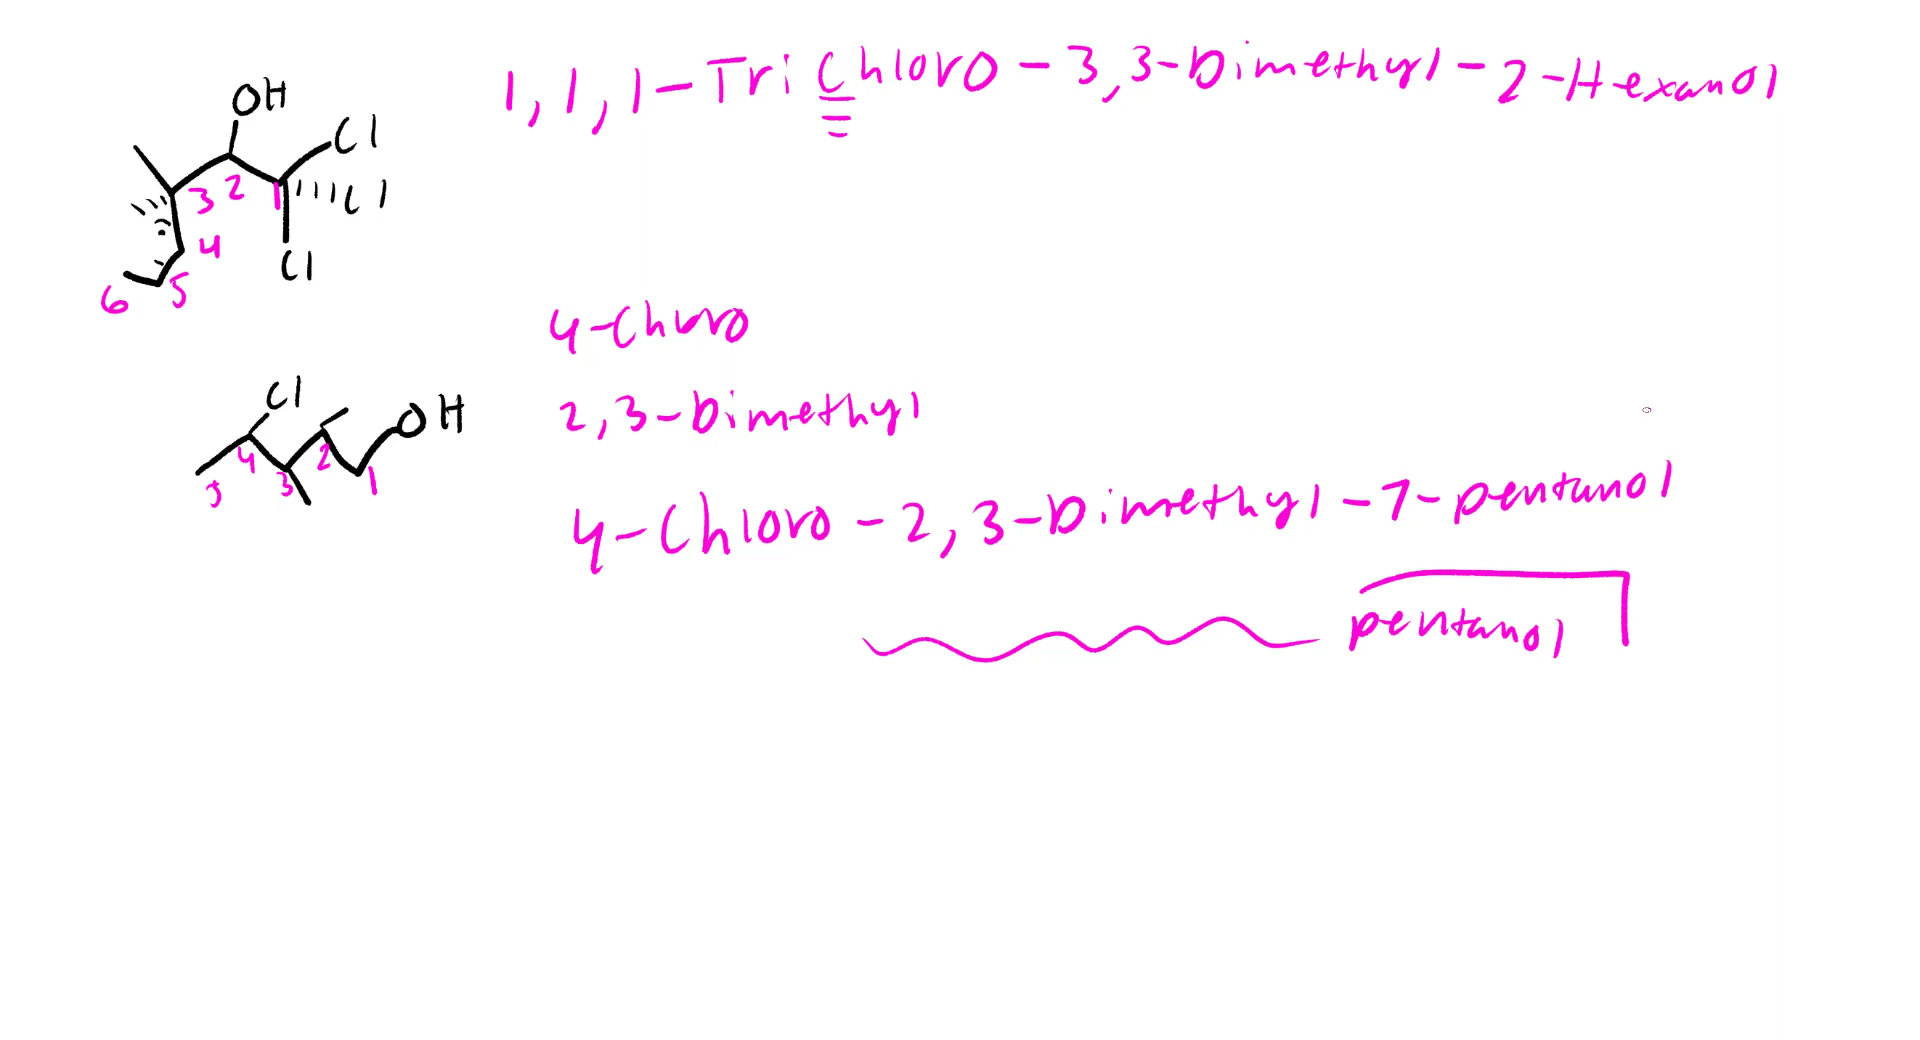 1,1,1-TriChloro-3,3-Dimethyl-2-Hexanol
OH
Cl
3 2 1 Cl
4
Cl
6 5
4-Chloro
Cl
OH
2,3-Dimethyl
5 4 3 2 1
4-Chloro-2,3-Dimethyl-1-pentanol
pentanol